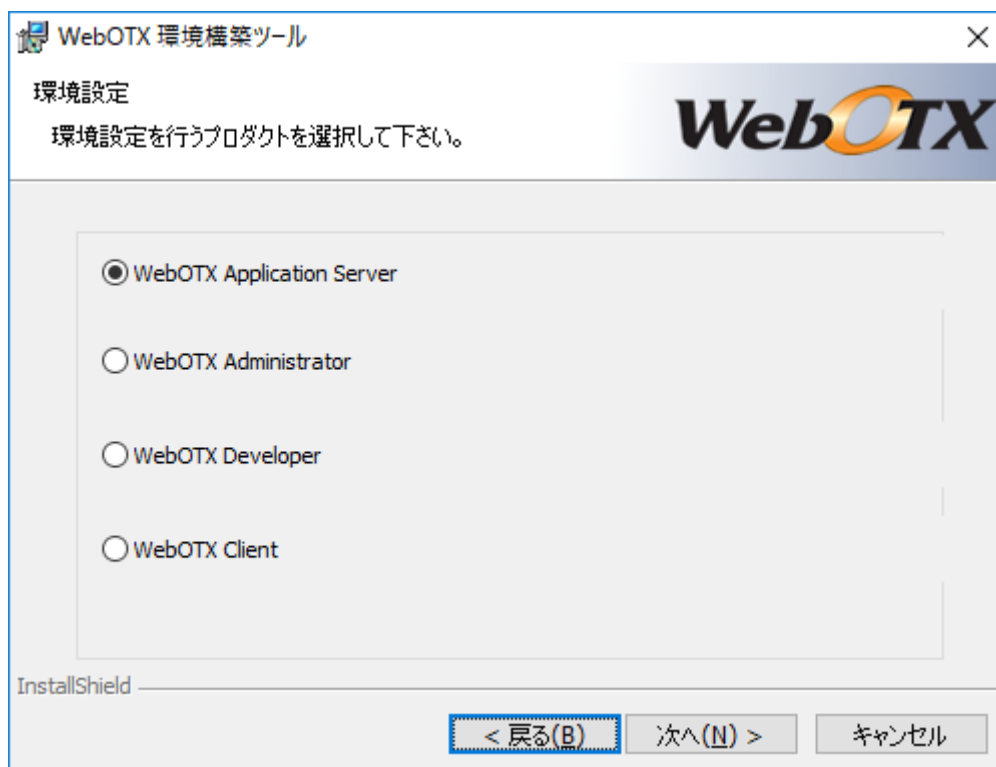 WebOTX 環境構築ツール
環境設定
環境設定を行うプロダクトを選択して下さい。
WebOTX
WebOTX Application Server
WebOTX Administrator
WebOTX Developer
WebOTX Client
InstallShield
< 戻る(B)
次へ(N) >
キャンセル